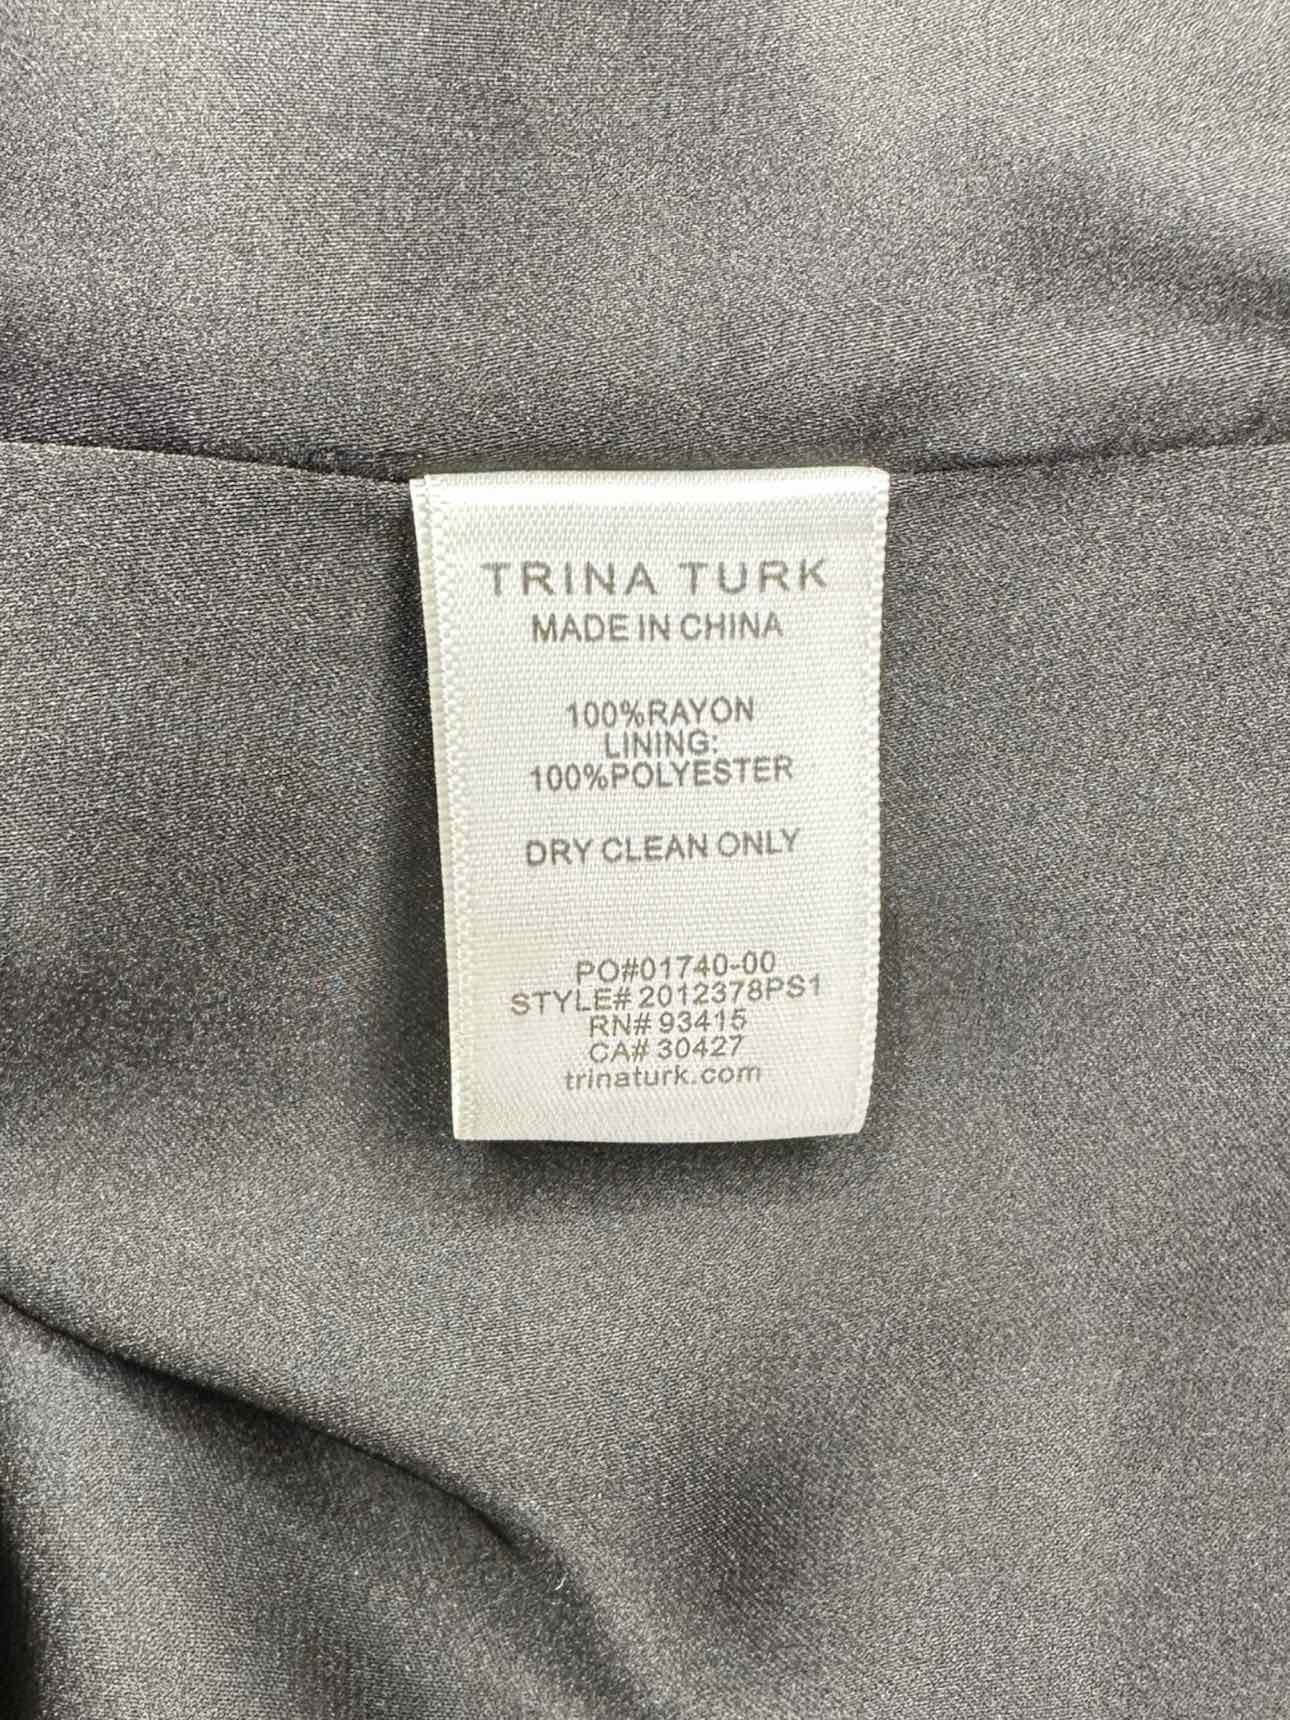 TRINA TURK
MADE IN CHINA
100%RAYON
LINING:
100%POLYESTER
DRY CLEAN ONLY
PO#01740-00
STYLE# 2012378PS1
RN# 93415
CA# 30427
trinaturk.com